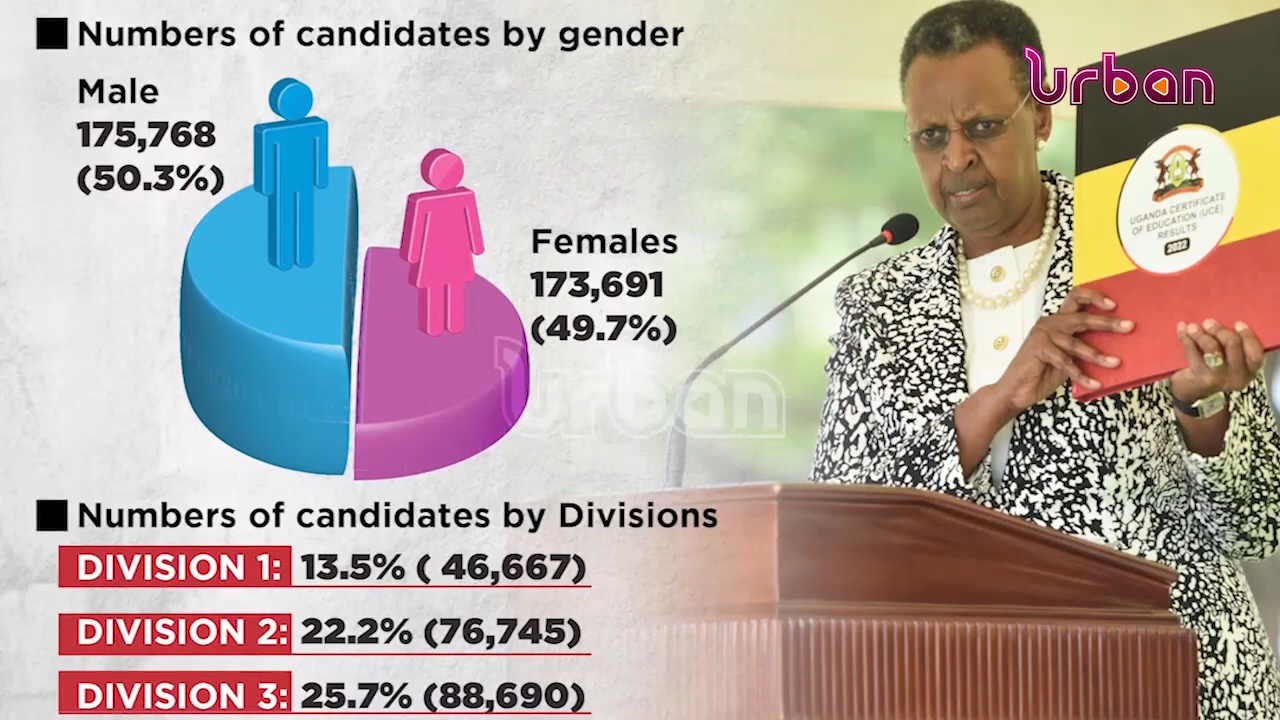 Numbers of candidates by gender
Male
175,768
(50.3%)
Females
173,691
(49.7%)
Numbers of candidates by Divisions
DIVISION 1: 13.5% ( 46,667)
DIVISION 2: 22.2% (76,745)
DIVISION 3: 25.7% (88,690)
urban
urban
UGANDA CERTIFICATE
OF EDUCATION (UCE)
RESULTS
2022